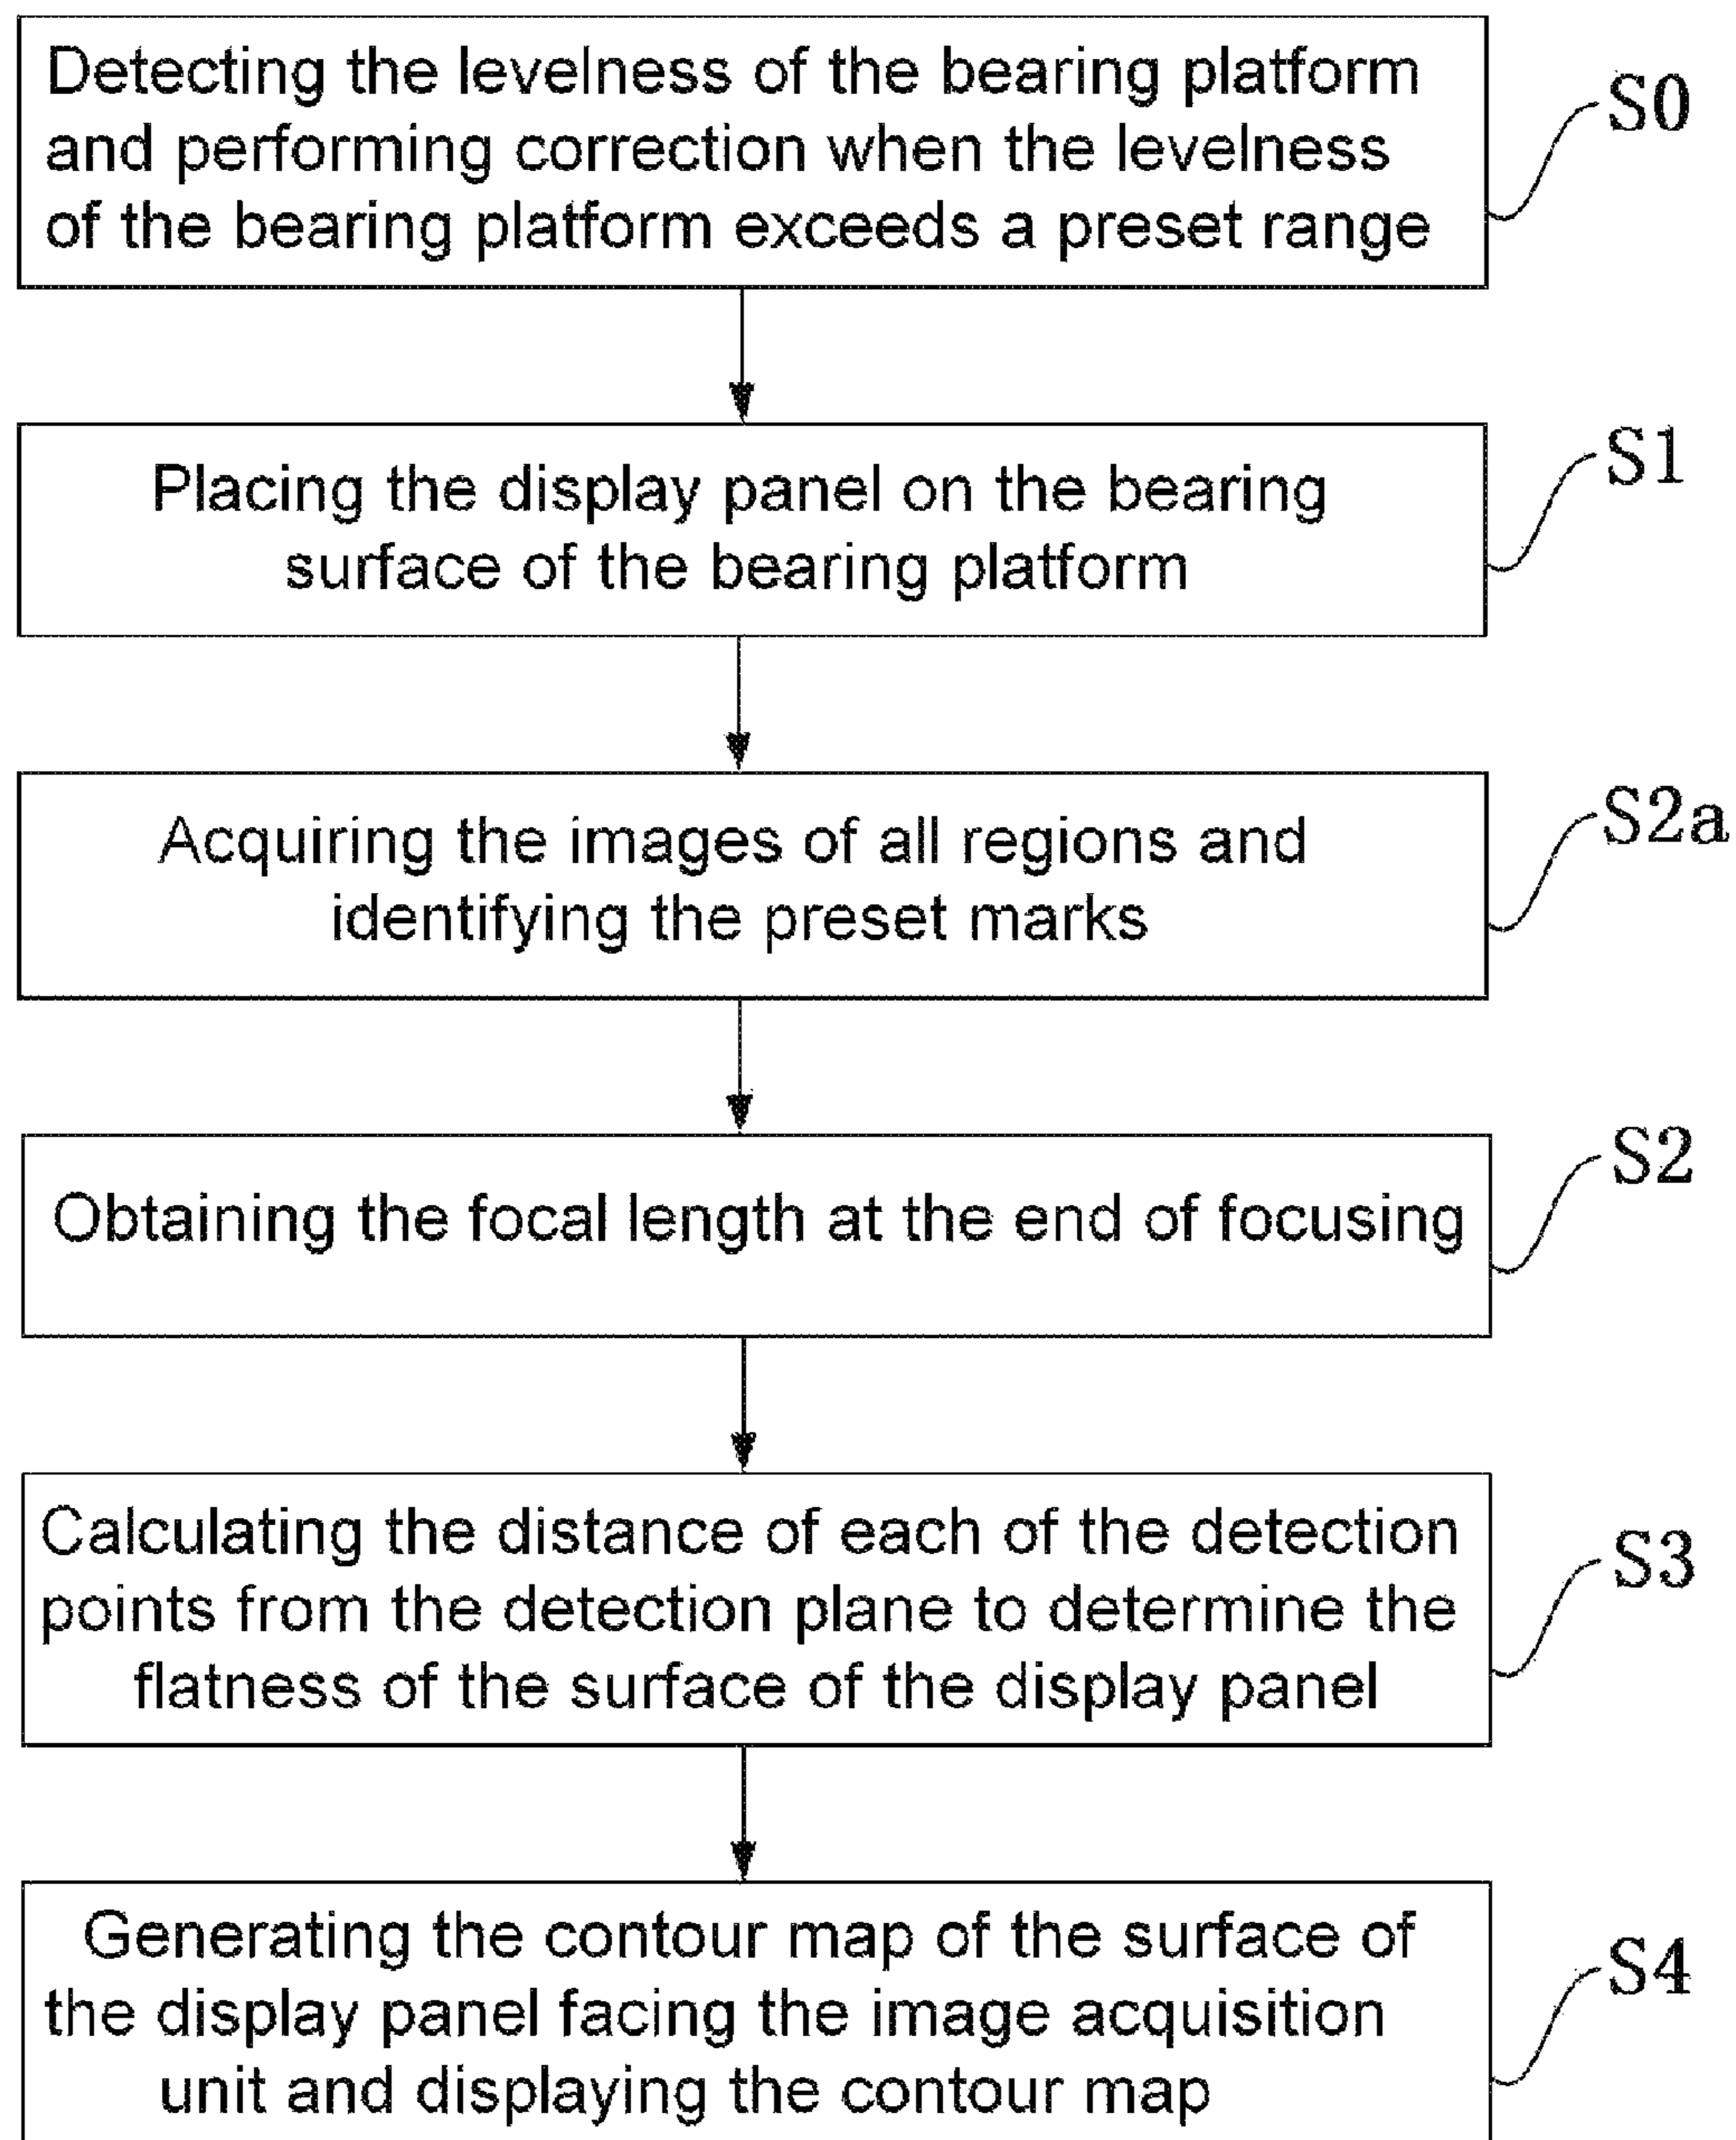 Detecting the levelness of the bearing platform
and performing correction when the levelness
of the bearing platform exceeds a preset range
S0
Placing the display panel on the bearing
surface of the bearing platform
S1
Acquiring the images of all regions and
identifying the preset marks
S2a
Obtaining the focal length at the end of focusing
S2
Calculating the distance of each of the detection
points from the detection plane to determine the
flatness of the surface of the display panel
S3
Generating the contour map of the surface of
the display panel facing the image acquisition
unit and displaying the contour map
S4